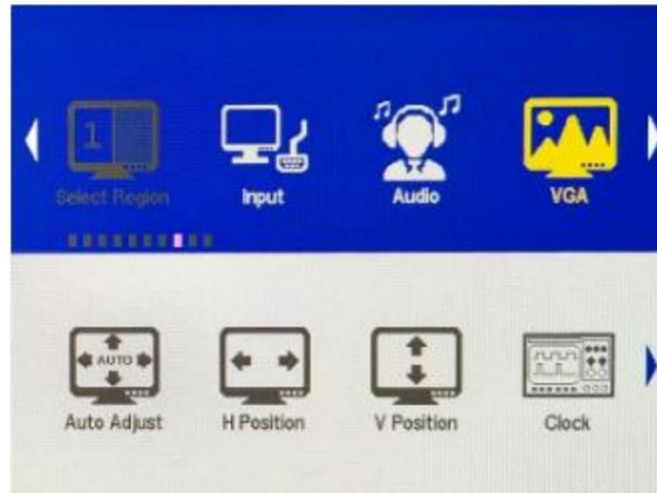 1
Select Region
Input
Audio
VGA
AUTO
Auto Adjust
H Position
V Position
Clock